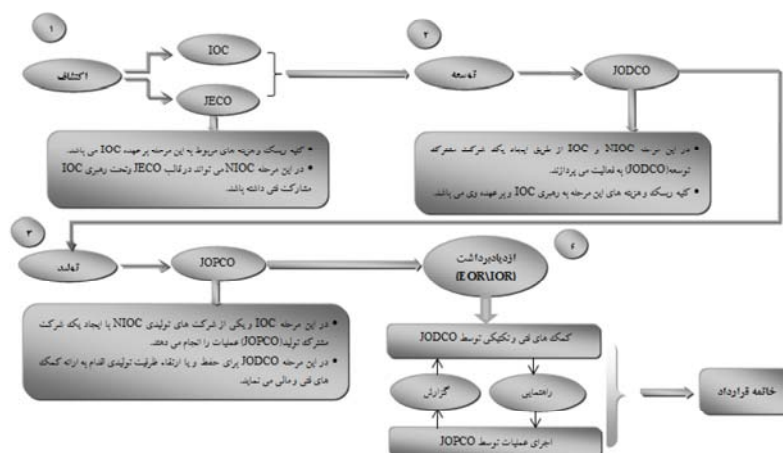 ۱
اکتشاف
IOC
JECO
• کلیه ریسک و هزینه های مربوط به این مرحله بر عهده IOC می باشد.
• در این مرحله NIOC می تواند در قالب JECO وتحت رهبری IOC
مشارکت فنی داشته باشد.
۲
توسعه
JODCO
• در این مرحله NIOC و IOC از طریق ایجاد یک شرکت مشترک
توسعه(JODCO) به فعالیت می پردازند.
• کلیه ریسک و هزینه های این مرحله به رهبری IOC و بر عهده وی می باشد.
۳
تولید
JOPCO
• در این مرحله IOC و یکی از شرکت های تولیدی NIOC با ایجاد یک شرکت
مشترک تولید(JOPCO) عملیات را انجام می دهند.
• در این مرحله JODCO برای حفظ و یا ارتقاء ظرفیت تولیدی اقدام به ارائه کمک
های فنی و مالی می نماید.
۶
ازدیادبرداشت
(EOR\IOR)
کمک های فنی و تکنیکی توسط JODCO
گزارش
راهنمایی
اجرای عملیات توسط JOPCO
خاتمه قرارداد